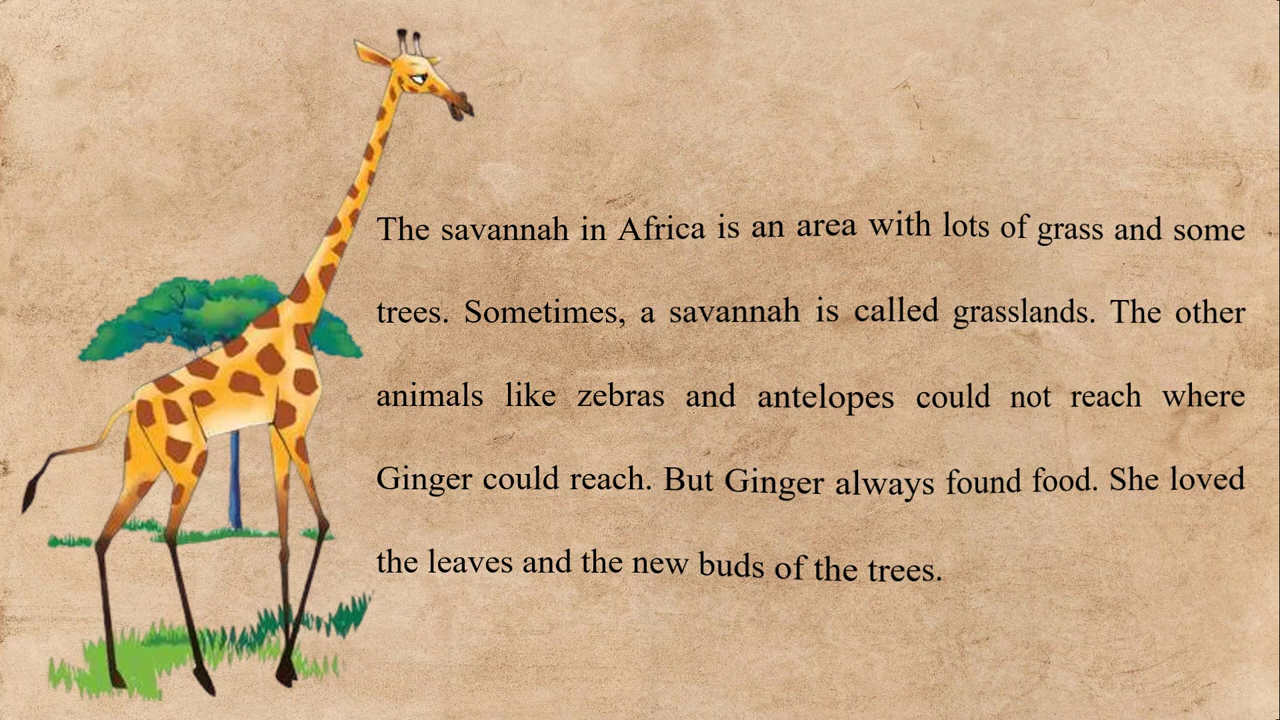 The savannah in Africa is an area with lots of grass and some
trees. Sometimes, a savannah is called grasslands. The other
animals like zebras and antelopes could not reach where
Ginger could reach. But Ginger always found food. She loved
the leaves and the new buds of the trees.